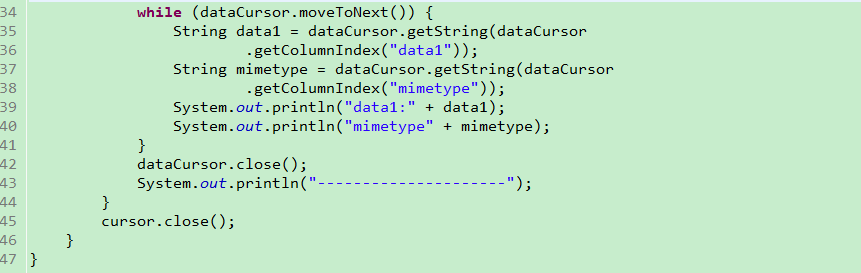 34 while (dataCursor.moveToNext()) {
35 String data1 = dataCursor.getString(dataCursor
36 .getColumnIndex("data1"));
37 String mimetype = dataCursor.getString(dataCursor
38 .getColumnIndex("mimetype"));
39 System.out.println("data1:" + data1);
40 System.out.println("mimetype" + mimetype);
41 }
42 dataCursor.close();
43 System.out.println("---------------------");
44 }
45 cursor.close();
46 }
47 }